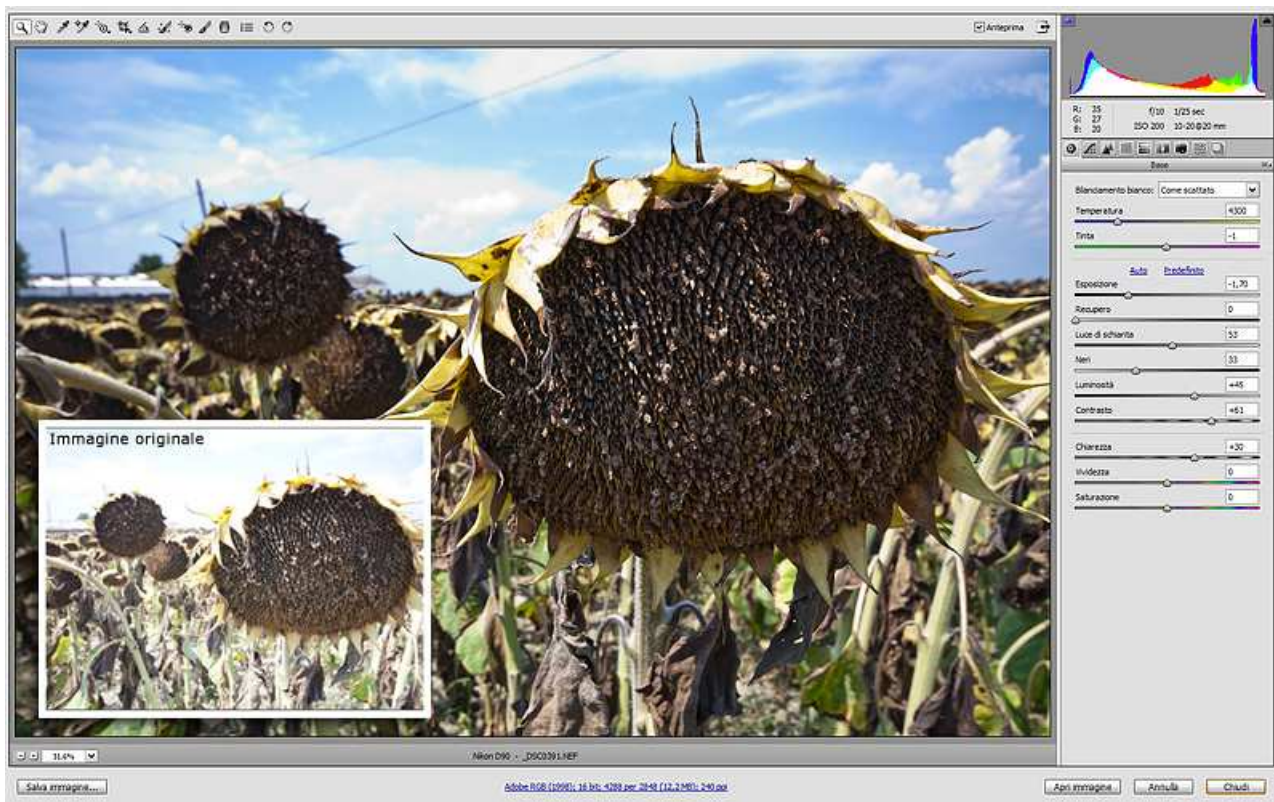 Anteprima
R: 35
G: 27
B: 20
f/10 1/25 sec
ISO 200 10-20@20 mm
Base
Bilanciamento bianco: Come scattato
Temperatura 4300
Tinta -1
Auto Predefinito
Esposizione -1,70
Recupero 0
Luce di schiarita 53
Neri 33
Luminosità +45
Contrasto +61
Chiarezza +30
Vividezza 0
Saturazione 0
Immagine originale
31.4% Nikon D90 - _DSC0391.NEF
Salva immagine... Adobe RGB (1998); 16 bit; 4288 per 2848 (12,2 MB); 240 ppi Apri immagine Annulla Chiudi